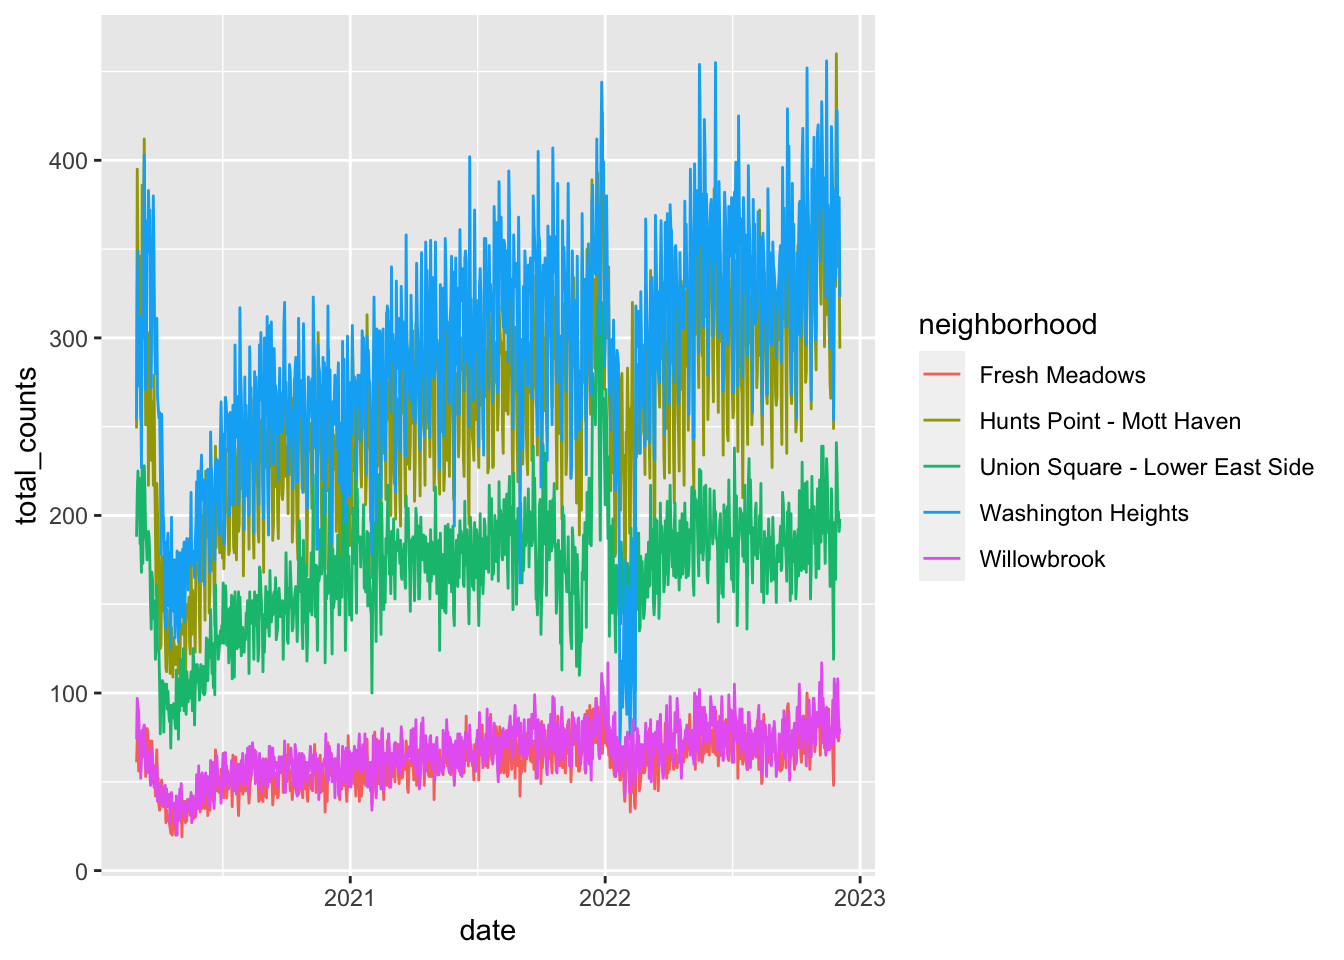 total_counts
400
300
200
100
0
2021
2022
2023
date
neighborhood
Fresh Meadows
Hunts Point - Mott Haven
Union Square - Lower East Side
Washington Heights
Willowbrook